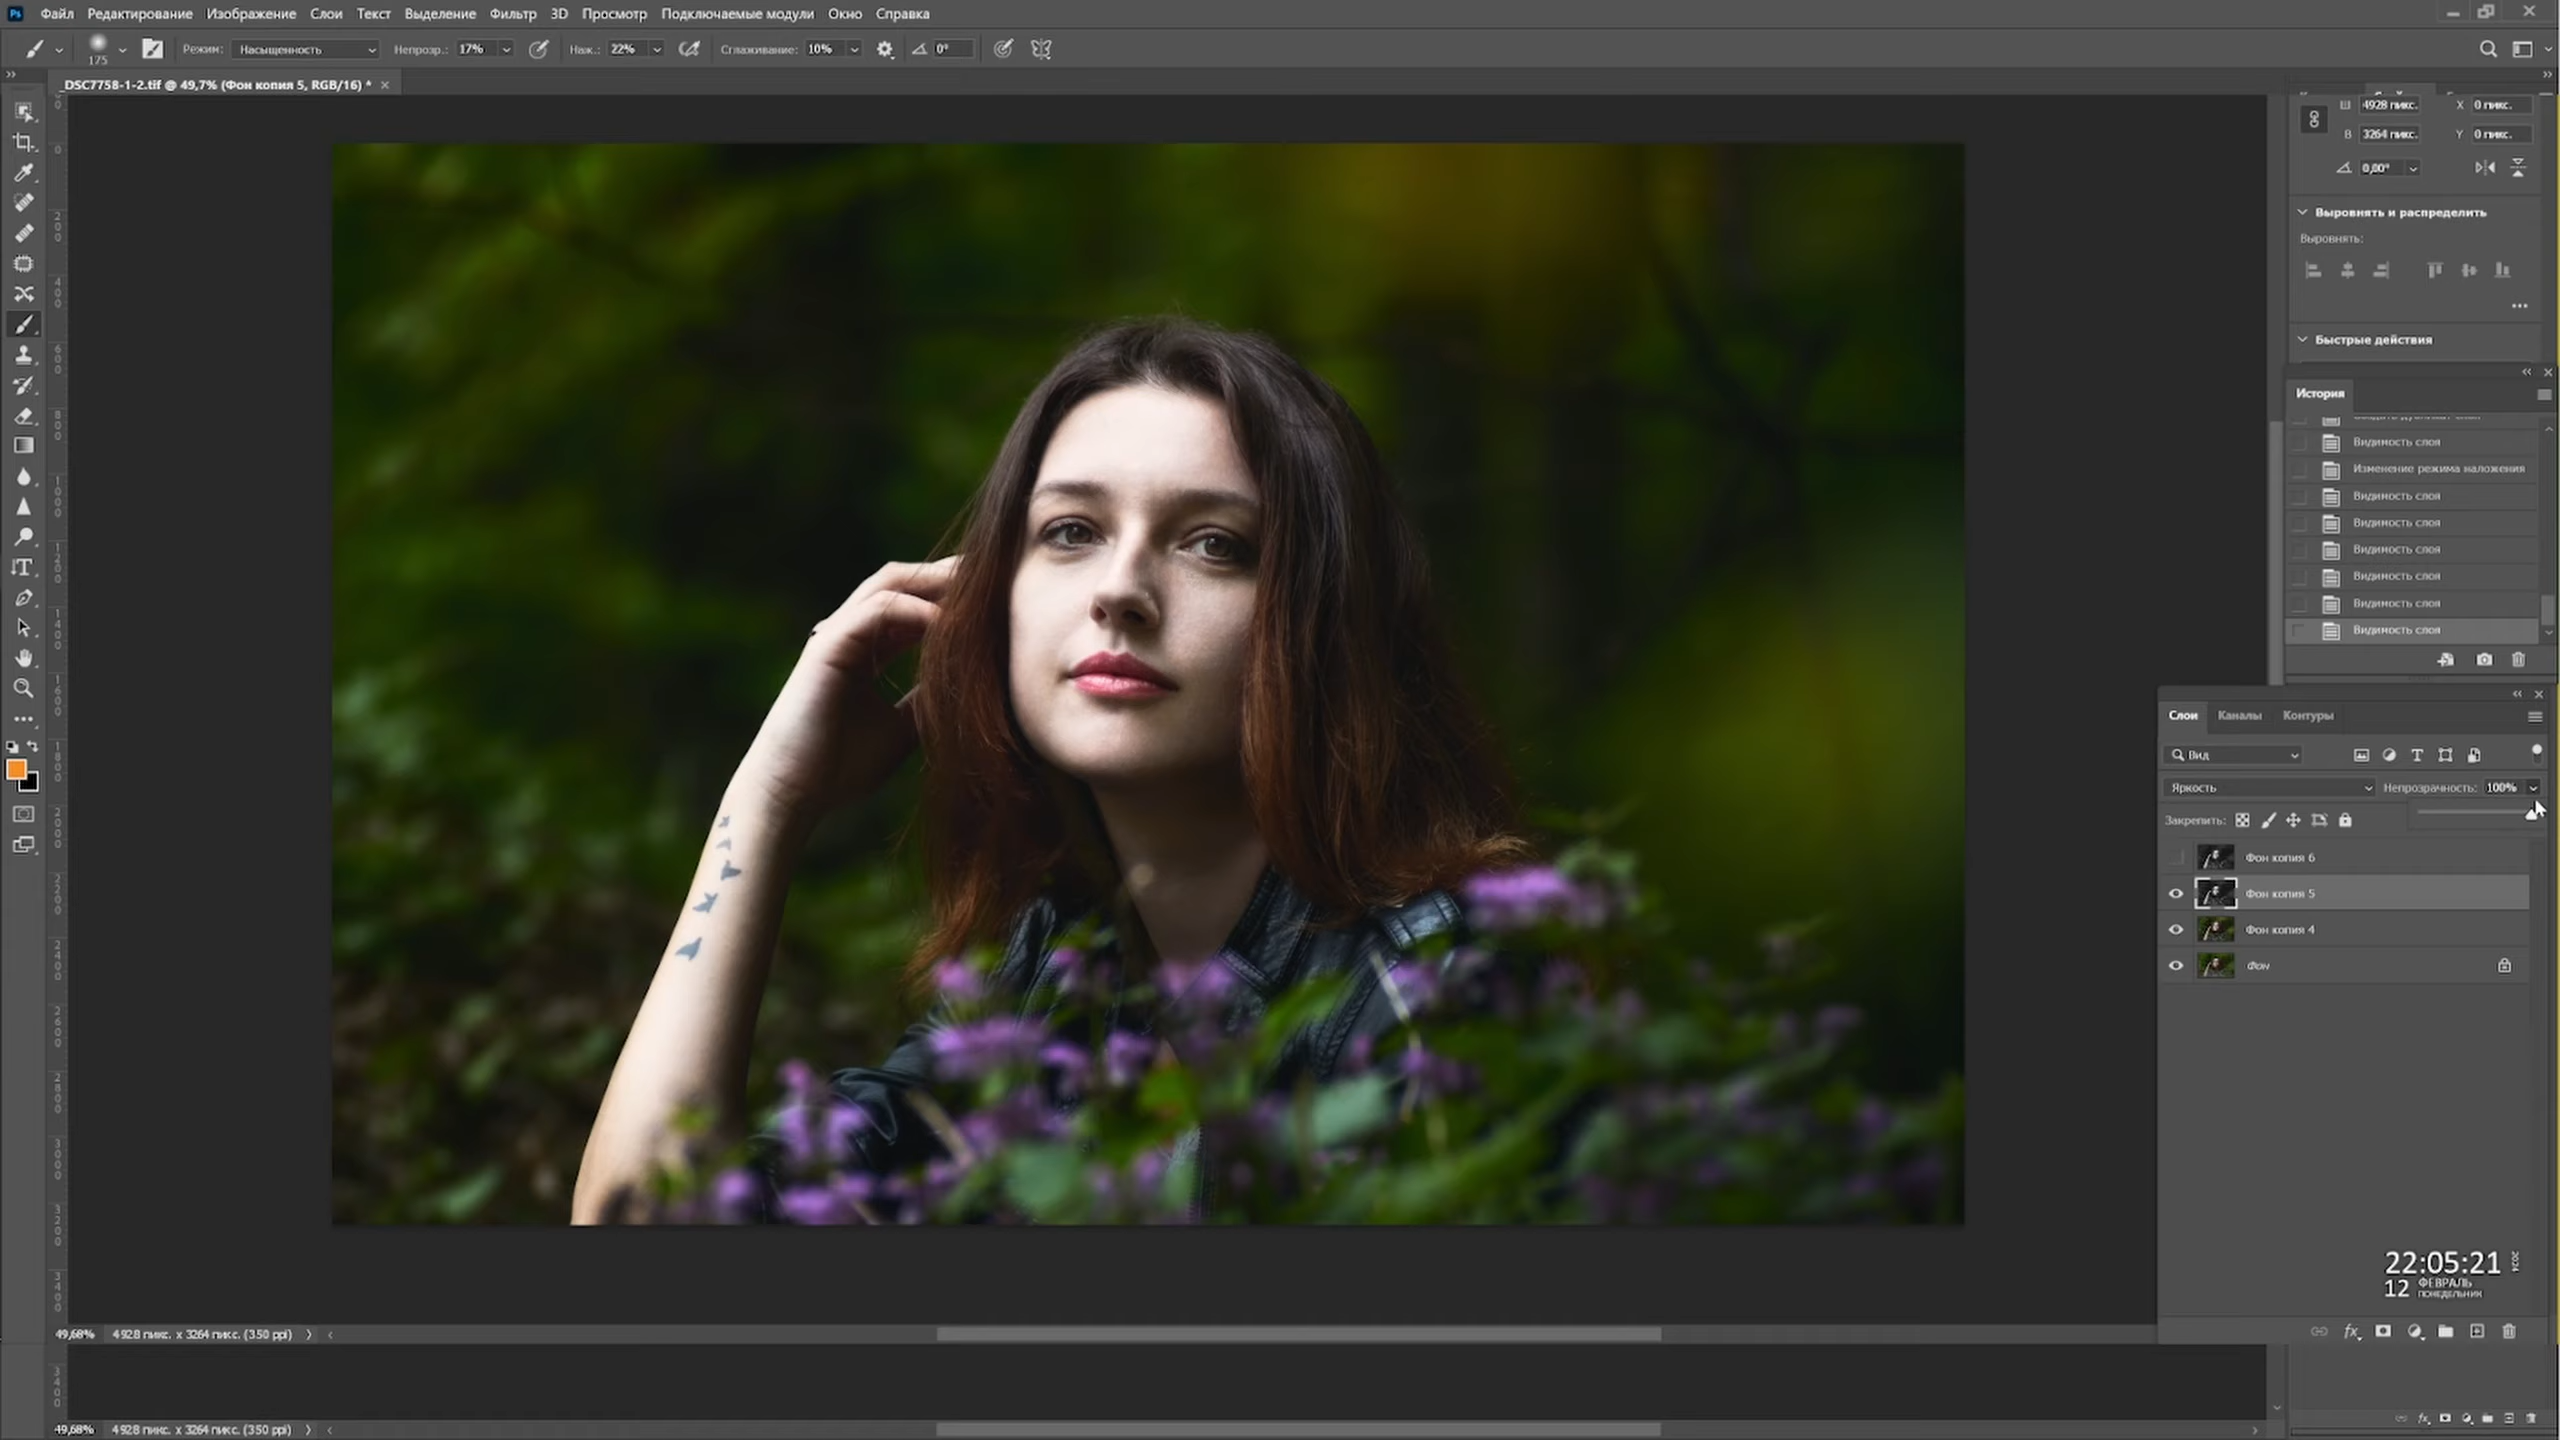 Ps Файл Редактирование Изображение Слои Текст Выделение Фильтр 3D Просмотр Подключаемые модули Окно Справка
175 Режим: Насыщенность Непрозр.: 17% Наж.: 22% Сглаживание: 10% 0°
_DSC7758-1-2.tif @ 49,7% (Фон копия 5, RGB/16) *
Ш 4928 пикс. X 0 пикс.
В 3264 пикс. Y 0 пикс.
0,00°
Выровнять и распределить
Выровнять:
Быстрые действия
История
Видимость слоя
Изменение режима наложения
Видимость слоя
Видимость слоя
Видимость слоя
Видимость слоя
Видимость слоя
Видимость слоя
Слои Каналы Контуры
Вид
Яркость Непрозрачность: 100%
Закрепить:
Фон копия 6
Фон копия 5
Фон копия 4
Фон
22:05:21 2024
12 ФЕВРАЛЬ
ПОНЕДЕЛЬНИК
fx
49,68% 4928 пикс. x 3264 пикс. (350 ppi)
49,68% 4928 пикс. x 3264 пикс. (350 ppi)